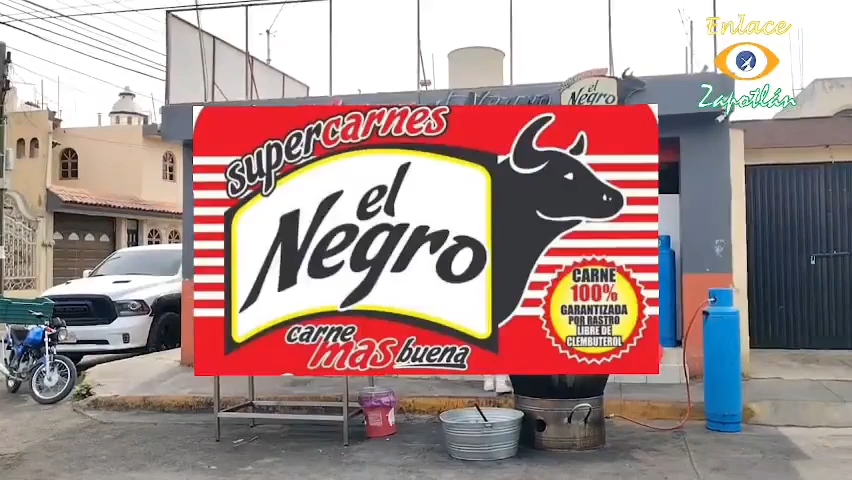 Enlace
Zapotlán
el
Negro
supercarnes
el
Negro
CARNE
100%
GARANTIZADA
POR RASTRO
LIBRE DE
CLEMBUTEROL
carne
mas buena